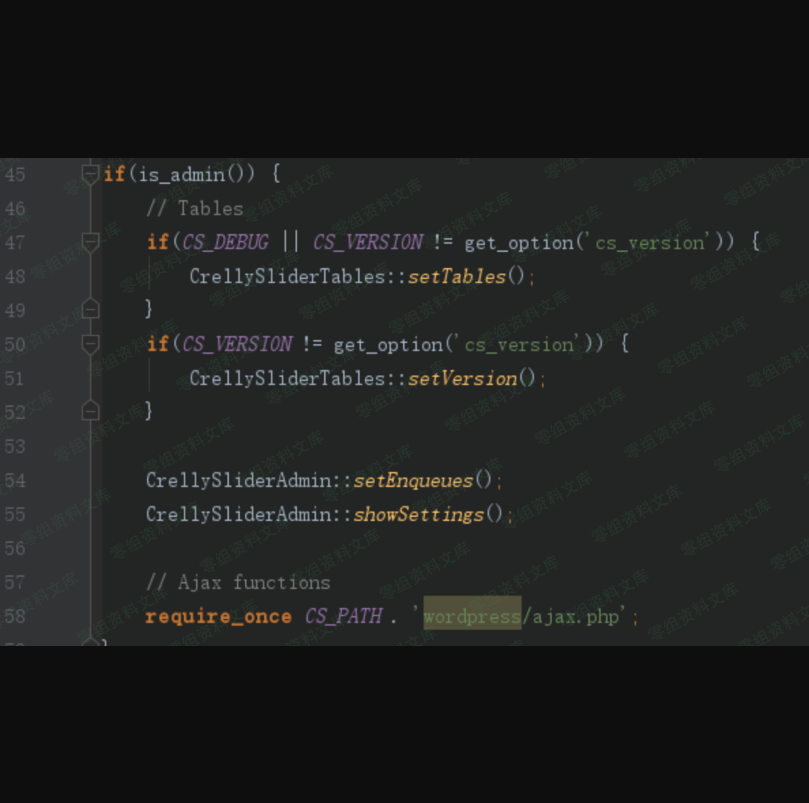 45 if(is_admin()) {
46 // Tables
47 if(CS_DEBUG || CS_VERSION != get_option('cs_version')) {
48 CrellySliderTables::setTables();
49 }
50 if(CS_VERSION != get_option('cs_version')) {
51 CrellySliderTables::setVersion();
52 }
53
54 CrellySliderAdmin::setEnqueues();
55 CrellySliderAdmin::showSettings();
56
57 // Ajax functions
58 require_once CS_PATH . 'wordpress/ajax.php';
零组资料文库